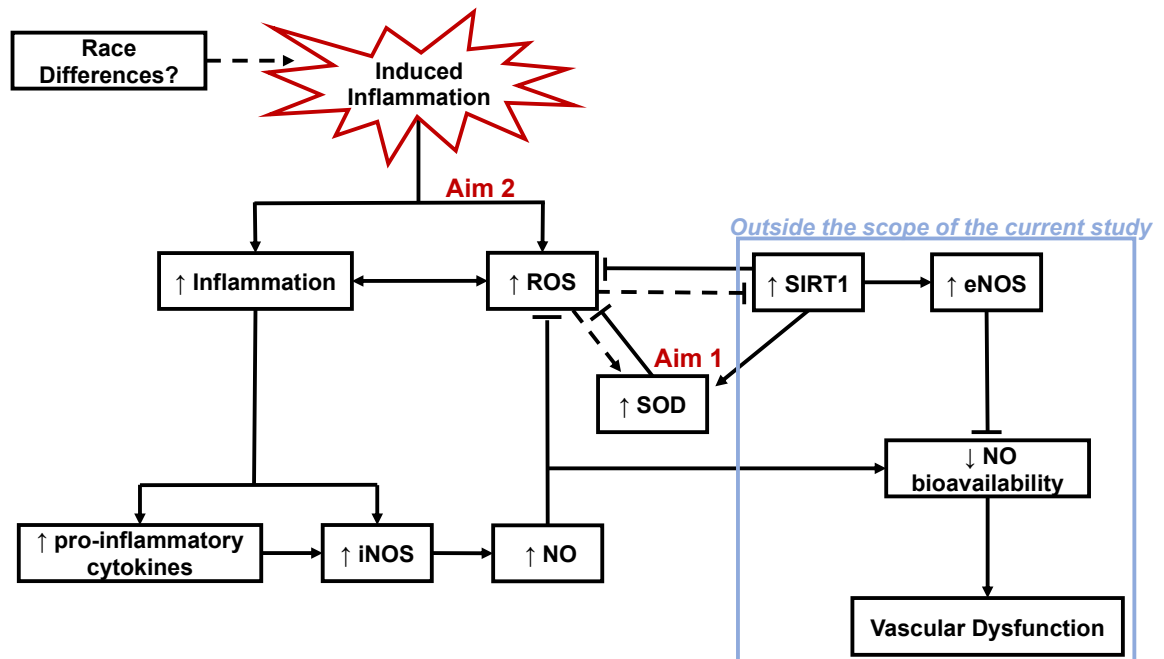 Race
Differences?
Induced
Inflammation
Aim 2
Outside the scope of the current study
↑ Inflammation
↑ ROS
↑ SIRT1
↑ eNOS
Aim 1
↑ SOD
↓ NO
bioavailability
↑ pro-inflammatory
cytokines
↑ iNOS
↑ NO
Vascular Dysfunction